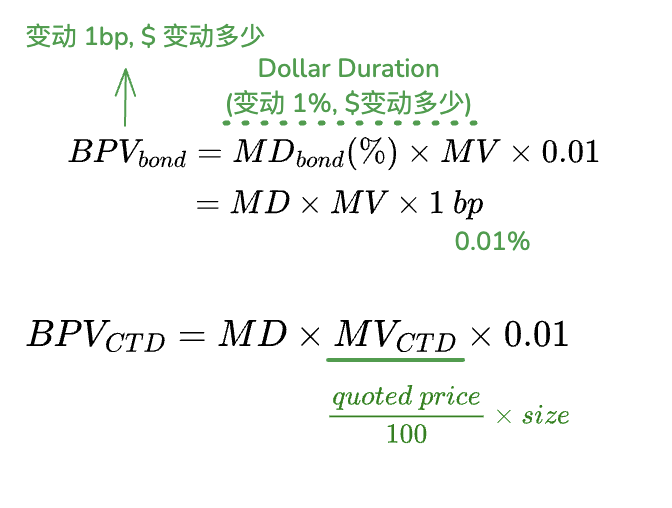 变动 1bp, $ 变动多少
Dollar Duration
(变动 1%, $变动多少)
$BPV_{bond} = MD_{bond}(\%) \times MV \times 0.01$
$= MD \times MV \times 1\ bp$
0.01%
$BPV_{CTD} = MD \times MV_{CTD} \times 0.01$
$\frac{quoted\ price}{100} \times size$